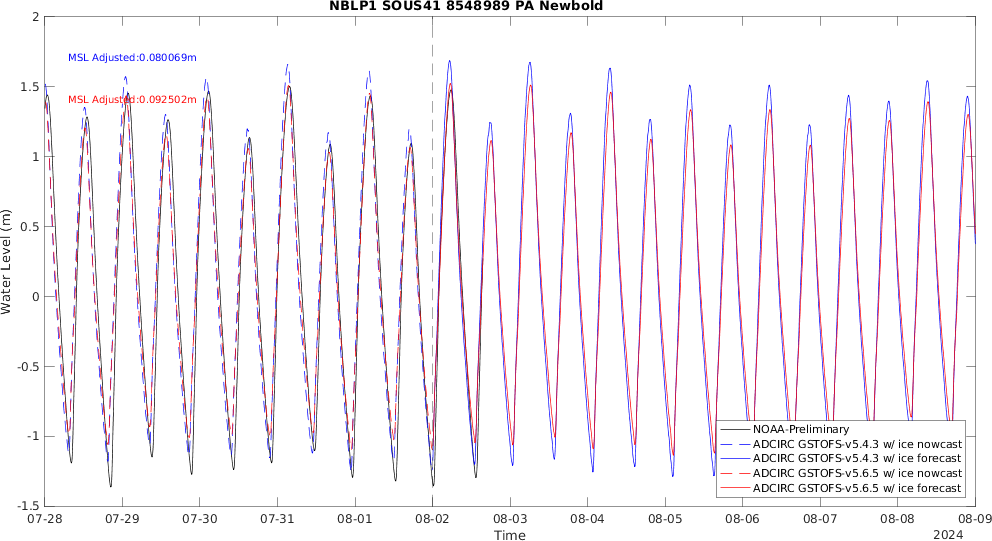 NBLP1 SOUS41 8548989 PA Newbold
MSL Adjusted:0.080069m
MSL Adjusted:0.092502m
Water Level (m)
2
1.5
1
0.5
0
-0.5
-1
-1.5
NOAA-Preliminary
ADCIRC GSTOFS-v5.4.3 w/ ice nowcast
ADCIRC GSTOFS-v5.4.3 w/ ice forecast
ADCIRC GSTOFS-v5.6.5 w/ ice nowcast
ADCIRC GSTOFS-v5.6.5 w/ ice forecast
07-28 07-29 07-30 07-31 08-01 08-02 08-03 08-04 08-05 08-06 08-07 08-08 08-09
Time
2024